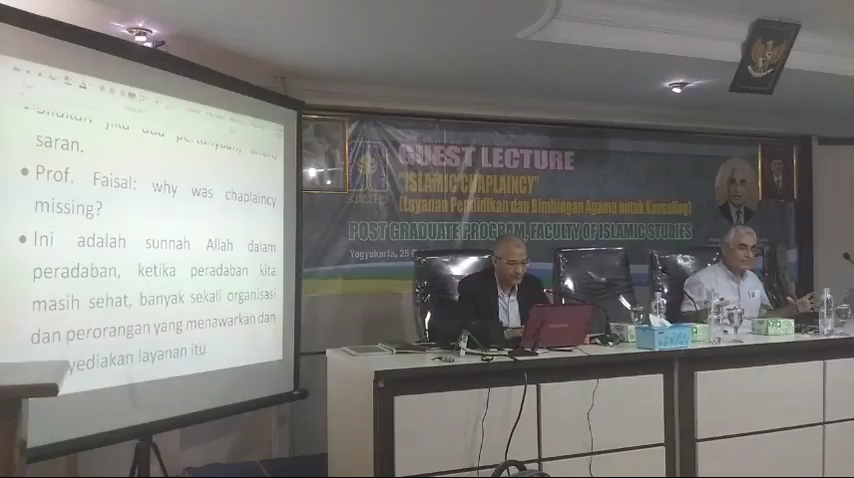 saran.
• Prof. Faisal: why was chaplaincy
missing?
• Ini adalah sunnah Allah dalam
peradaban, ketika peradaban kita
masih sehat, banyak sekali organisasi
dan perorangan yang menawarkan dan
yediakan layanan itu.
GUEST LECTURE
"ISLAMIC CHAPLAINCY"
(Layanan Pendidikan dan Bimbingan Agama untuk Konseling)
POST GRADUATE PROGRAM, FACULTY OF ISLAMIC STUDIES
Yogyakarta, 25